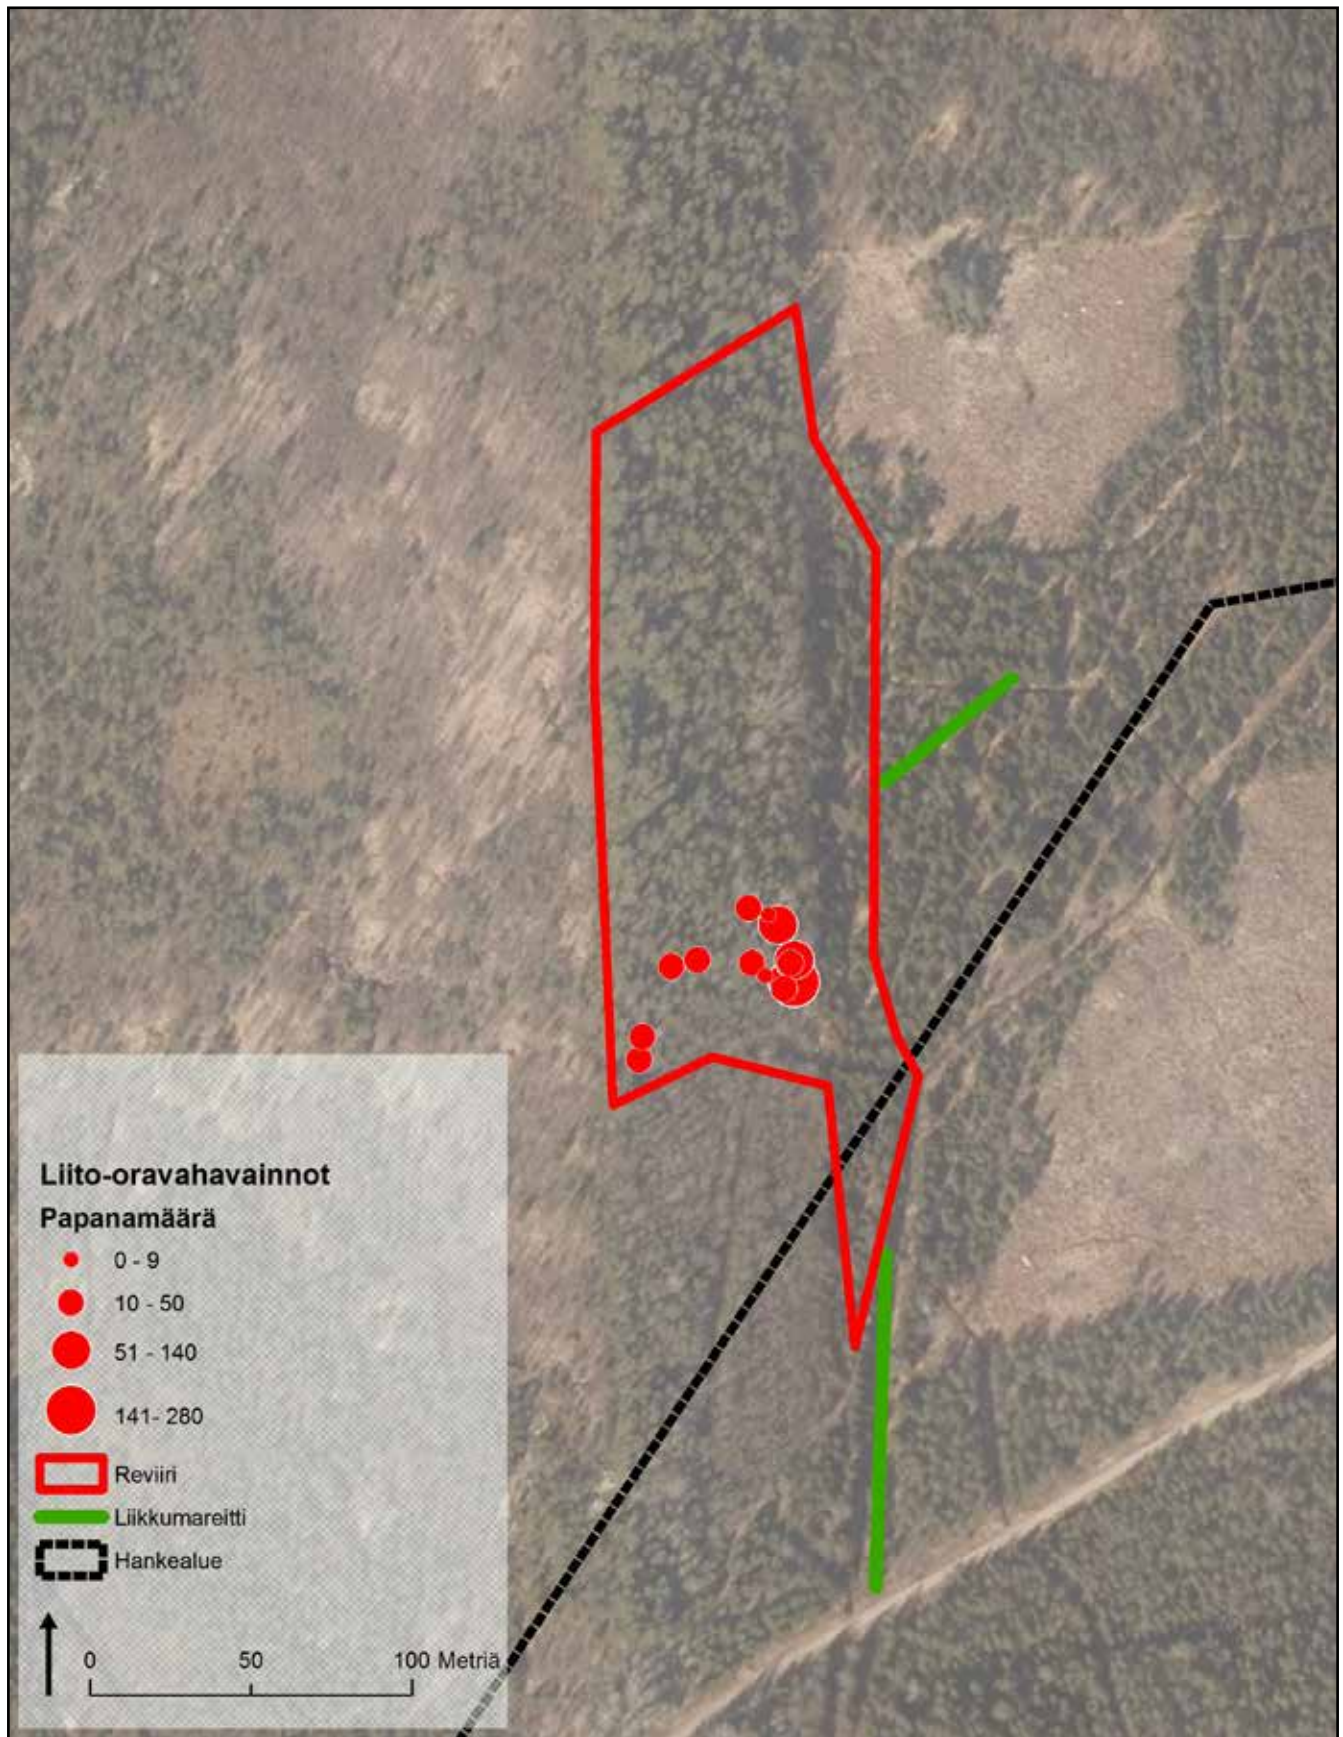 Liito-oravahavainnot
Papanamäärä
0 - 9
10 - 50
51 - 140
141- 280
Reviiri
Liikkumareitti
Hankealue
0 50 100 Metriä